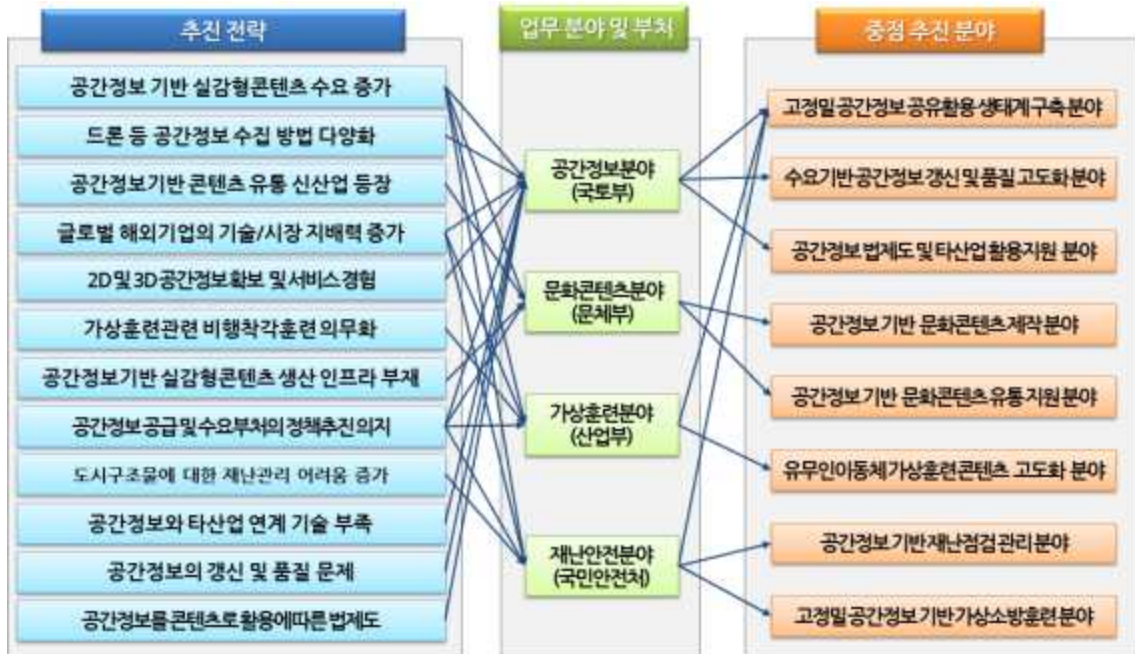 추진 전략
공간정보 기반 실감형콘텐츠 수요 증가
드론 등 공간정보 수집 방법 다양화
공간정보기반 콘텐츠 유통 신산업 등장
글로벌 해외기업의 기술/시장 지배력 증가
2D 및 3D 공간정보 확보 및 서비스 경험
가상훈련관련 비행착각훈련 의무화
공간정보기반 실감형콘텐츠 생산 인프라 부재
공간정보 공급 및 수요부처의 정책추진 의지
도시구조물에 대한 재난관리 어려움 증가
공간정보와 타산업 연계 기술 부족
공간정보의 갱신 및 품질 문제
공간정보를 콘텐츠로 활용에 따른 법제도
업무 분야 및 부처
공간정보분야
(국토부)
문화콘텐츠분야
(문체부)
가상훈련분야
(산업부)
재난안전분야
(국민안전처)
중점 추진 분야
고정밀 공간정보 공유활용 생태계 구축 분야
수요기반 공간정보 갱신 및 품질 고도화 분야
공간정보 법제도 및 타산업 활용지원 분야
공간정보 기반 문화콘텐츠 제작 분야
공간정보 기반 문화콘텐츠 유통 지원 분야
유무인이동체 가상훈련콘텐츠 고도화 분야
공간정보 기반 재난점검 관리 분야
고정밀 공간정보 기반 가상소방훈련 분야